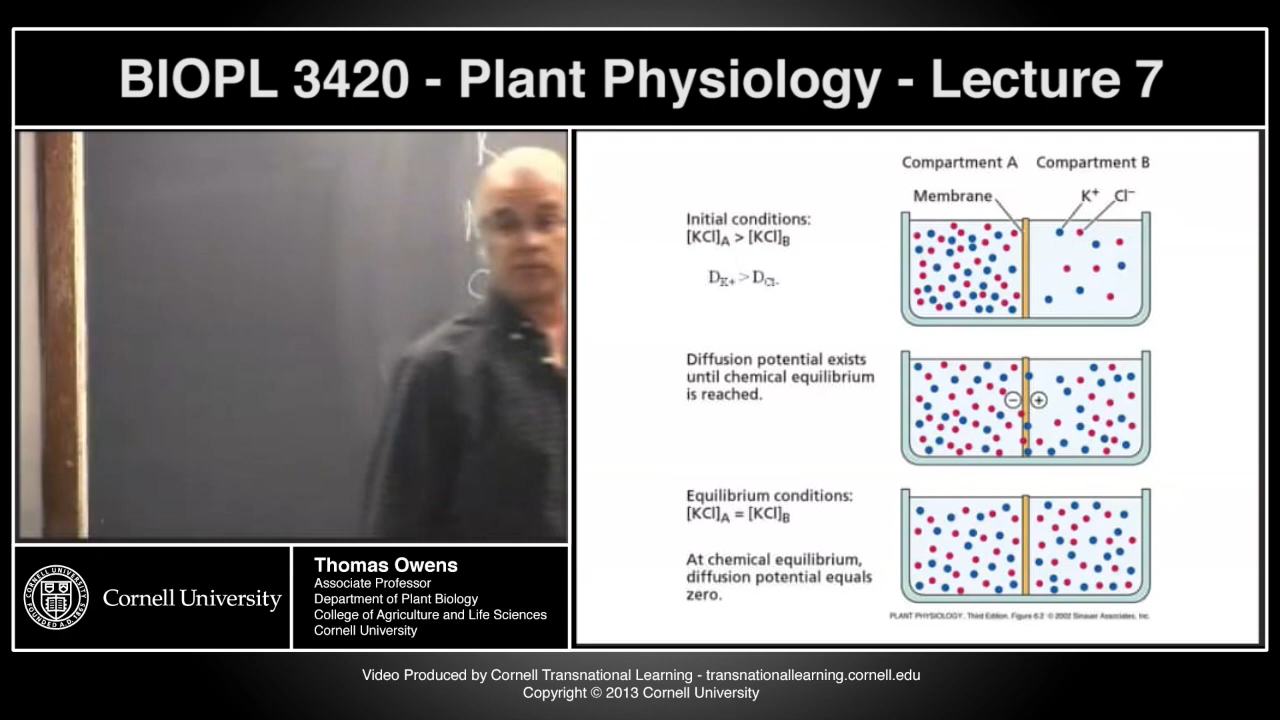 BIOPL 3420 - Plant Physiology - Lecture 7
K
Compartment A Compartment B
Membrane K⁺ Cl⁻
Initial conditions:
[KCl]A > [KCl]B
DK+ > DCl-
Diffusion potential exists
until chemical equilibrium
is reached.
− +
Equilibrium conditions:
[KCl]A = [KCl]B
At chemical equilibrium,
diffusion potential equals
zero.
PLANT PHYSIOLOGY, Third Edition, Figure 6.2 © 2002 Sinauer Associates, Inc.
CORNELL UNIVERSITY
FOUNDED A.D. 1865
Cornell University
Thomas Owens
Associate Professor
Department of Plant Biology
College of Agriculture and Life Sciences
Cornell University
Video Produced by Cornell Transnational Learning - transnationallearning.cornell.edu
Copyright © 2013 Cornell University